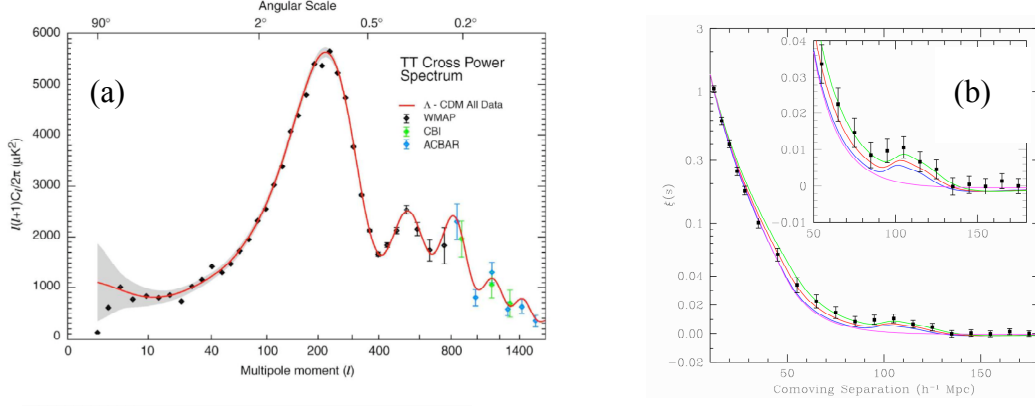 Angular Scale
90° 2° 0.5° 0.2°
(a)
TT Cross Power
Spectrum
Λ - CDM All Data
WMAP
CBI
ACBAR
6000
5000
4000
3000
2000
1000
0
l(l+1)Cl/2π (μK²)
0 10 40 100 200 400 800 1400
Multipole moment (l)
(b)
0.04
0.03
0.02
0.01
0
-0.01
50 100 150
1
0.3
0.1
0.04
0.02
0.00
-0.02
ξ(s)
50 100 150
Comoving Separation (h⁻¹ Mpc)